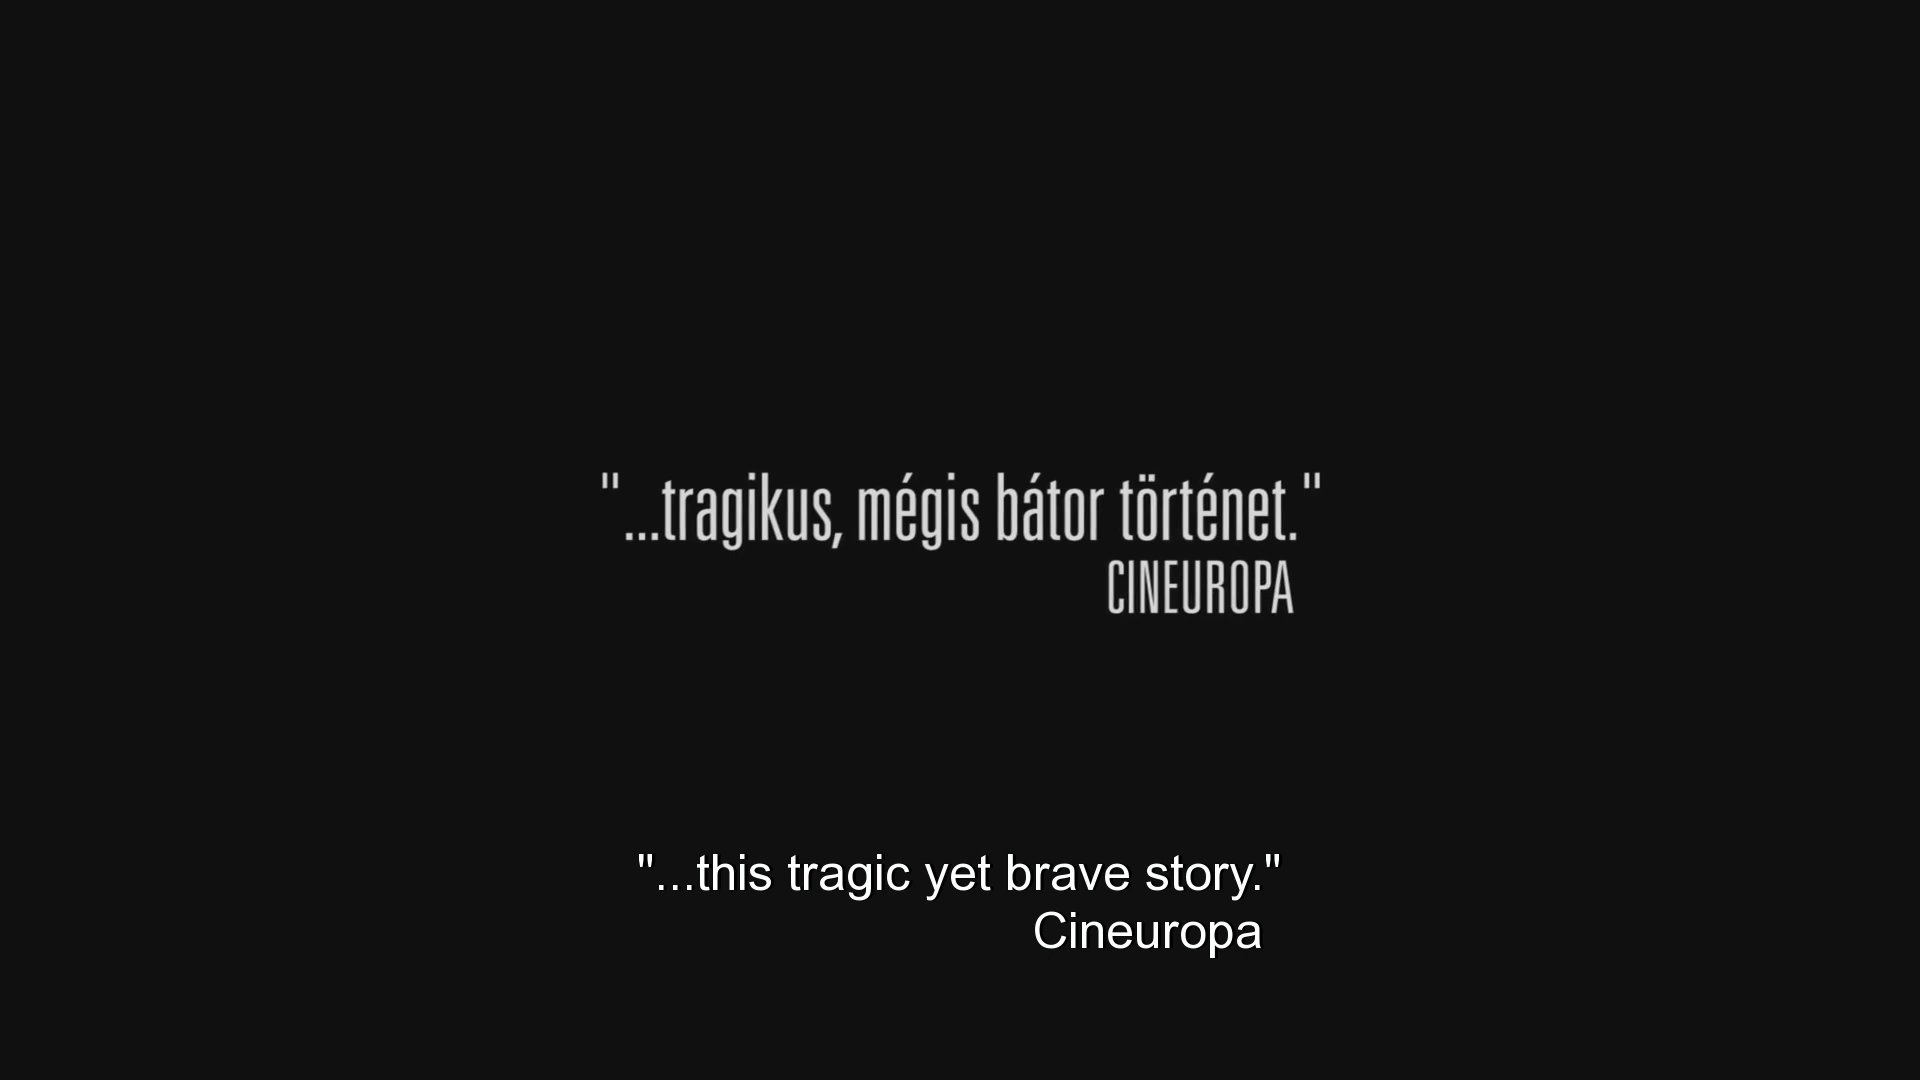 "...tragikus, mégis bátor történet."
CINEUROPA
"...this tragic yet brave story."
Cineuropa